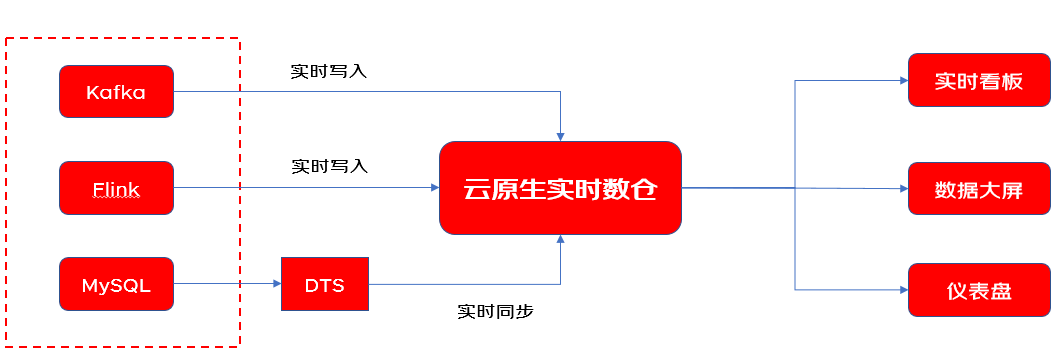 实时写入
Kafka
实时看板
实时写入
Flink
云原生实时数仓
数据大屏
MySQL
DTS
仪表盘
实时同步